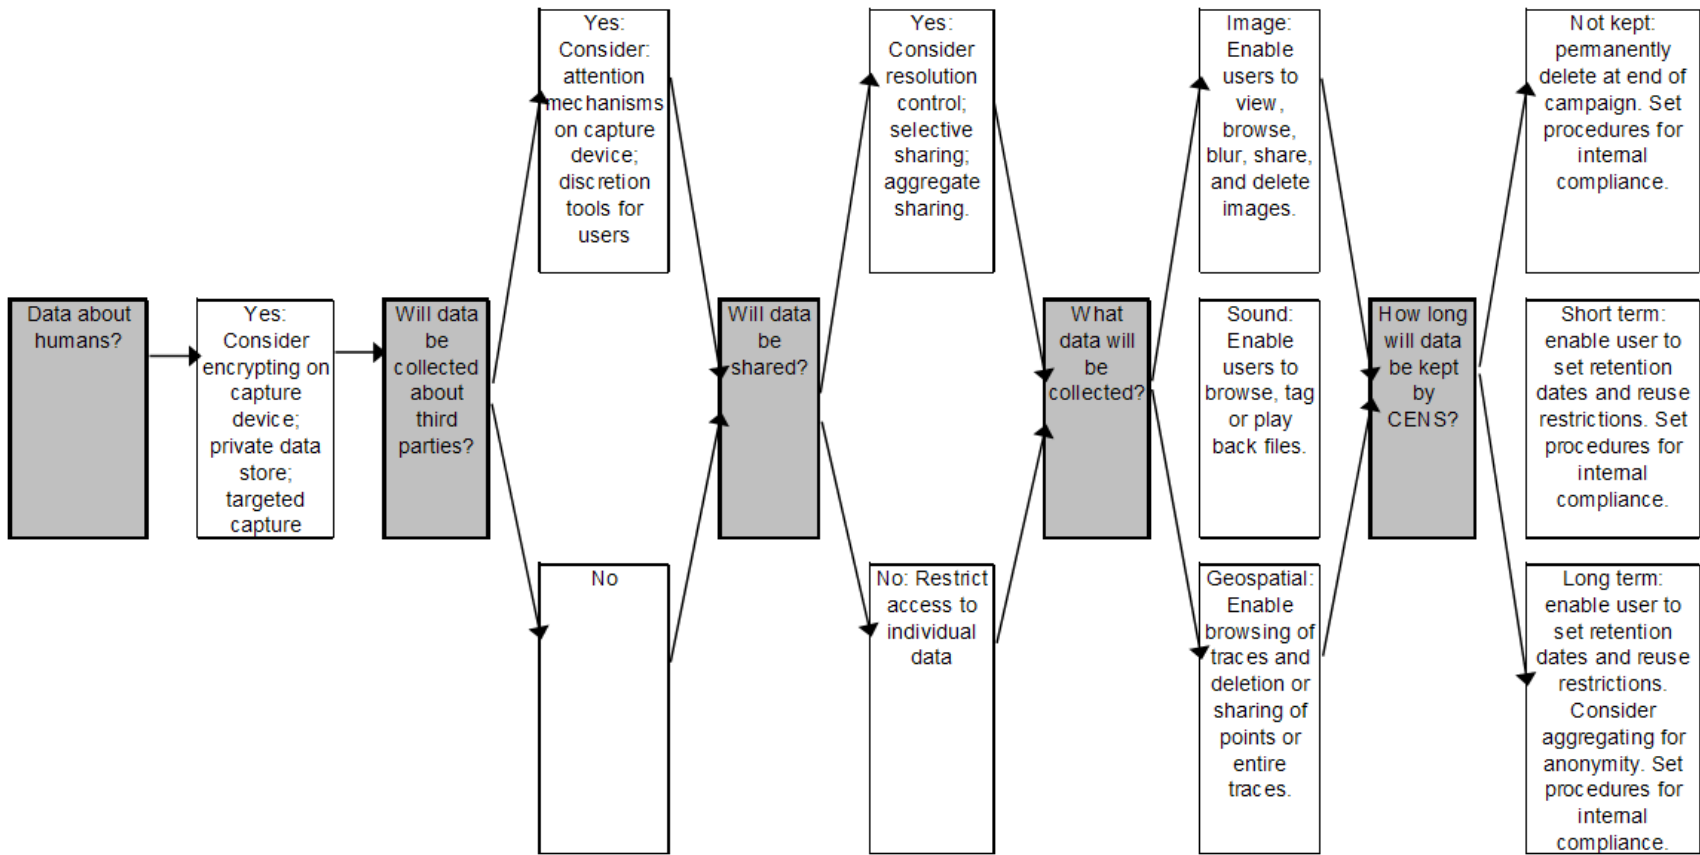 Data about
humans?
Yes:
Consider
encrypting on
capture
device;
private data
store;
targeted
capture
Will data
be
collected
about
third
parties?
Yes:
Consider:
attention
mechanisms
on capture
device;
discretion
tools for
users
No
Will data
be
shared?
Yes:
Consider
resolution
control;
selective
sharing;
aggregate
sharing.
No: Restrict
access to
individual
data
What
data will
be
collected?
Image:
Enable
users to
view,
browse,
blur, share,
and delete
images.
Sound:
Enable
users to
browse, tag
or play
back files.
Geospatial:
Enable
browsing of
traces and
deletion or
sharing of
points or
entire
traces.
How long
will data
be kept
by
CENS?
Not kept:
permanently
delete at end of
campaign. Set
procedures for
internal
compliance.
Short term:
enable user to
set retention
dates and reuse
restrictions. Set
procedures for
internal
compliance.
Long term:
enable user to
set retention
dates and reuse
restrictions.
Consider
aggregating for
anonymity. Set
procedures for
internal
compliance.